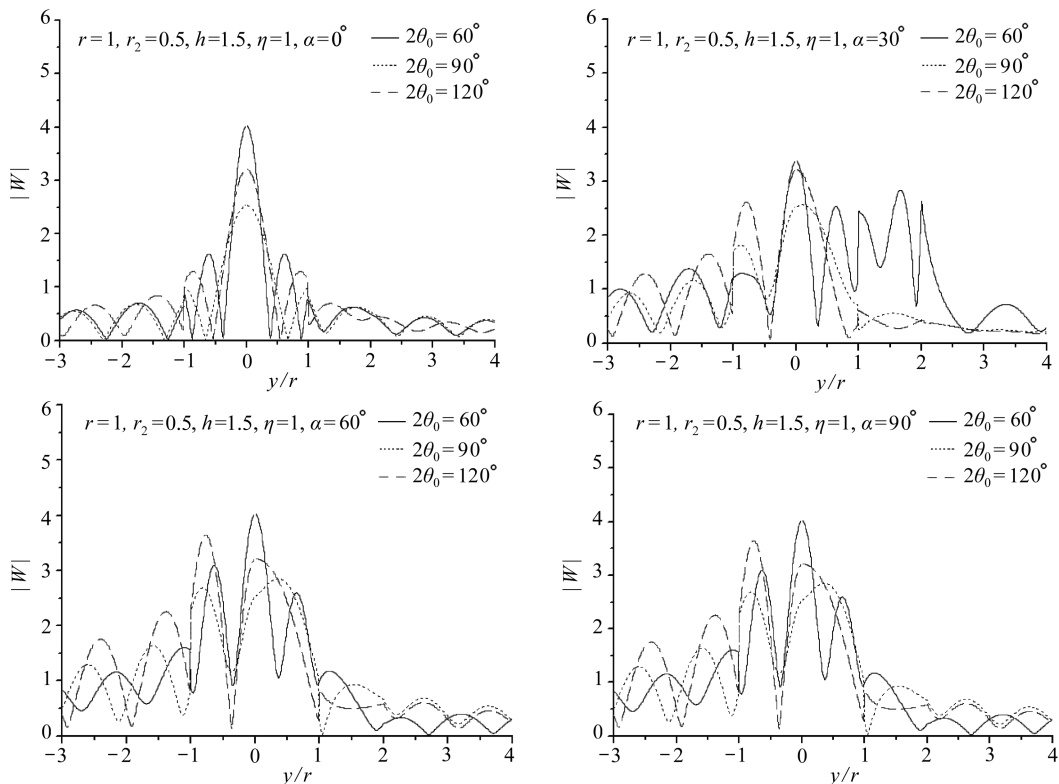 6
r=1, r₂=0.5, h=1.5, η=1, α=0°
2θ₀=60°
2θ₀=90°
2θ₀=120°
5
4
3
2
1
0
|W|
−3 −2 −1 0 1 2 3 4
y/r
6
r=1, r₂=0.5, h=1.5, η=1, α=30°
2θ₀=60°
2θ₀=90°
2θ₀=120°
5
4
3
2
1
0
|W|
−3 −2 −1 0 1 2 3 4
y/r
6
r=1, r₂=0.5, h=1.5, η=1, α=60°
2θ₀=60°
2θ₀=90°
2θ₀=120°
5
4
3
2
1
0
|W|
−3 −2 −1 0 1 2 3 4
y/r
6
r=1, r₂=0.5, h=1.5, η=1, α=90°
2θ₀=60°
2θ₀=90°
2θ₀=120°
5
4
3
2
1
0
|W|
−3 −2 −1 0 1 2 3 4
y/r